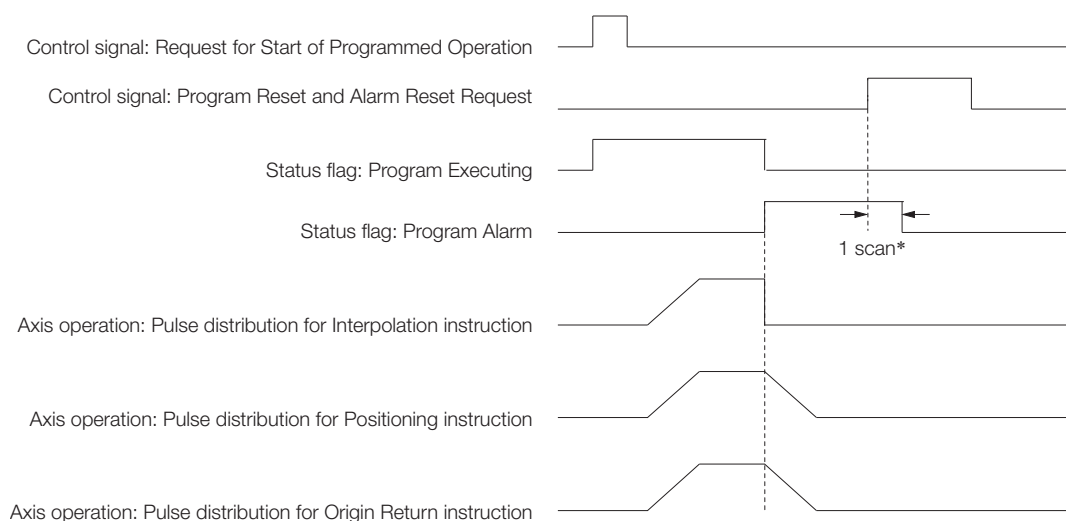 Control signal: Request for Start of Programmed Operation
Control signal: Program Reset and Alarm Reset Request
Status flag: Program Executing
Status flag: Program Alarm
1 scan*
Axis operation: Pulse distribution for Interpolation instruction
Axis operation: Pulse distribution for Positioning instruction
Axis operation: Pulse distribution for Origin Return instruction